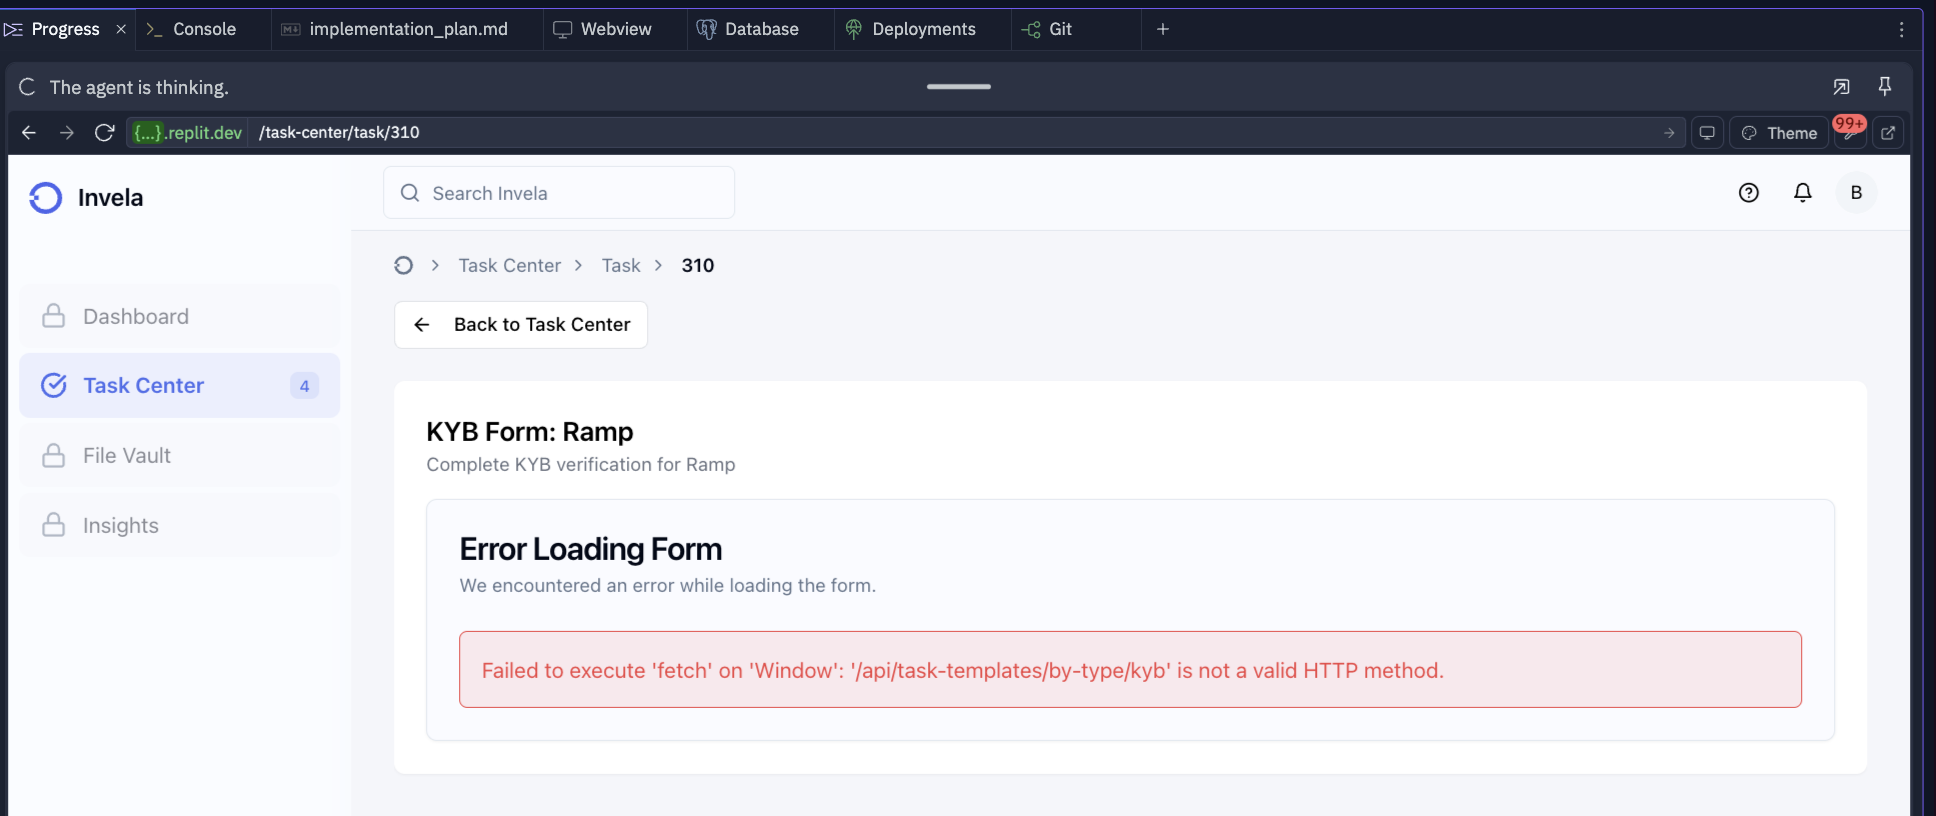 Progress × Console implementation_plan.md Webview Database Deployments Git +
The agent is thinking.
{...}.replit.dev /task-center/task/310 Theme 99+
Invela
Search Invela
B
Task Center > Task > 310
Back to Task Center
Dashboard
Task Center 4
File Vault
Insights
KYB Form: Ramp
Complete KYB verification for Ramp
Error Loading Form
We encountered an error while loading the form.
Failed to execute 'fetch' on 'Window': '/api/task-templates/by-type/kyb' is not a valid HTTP method.